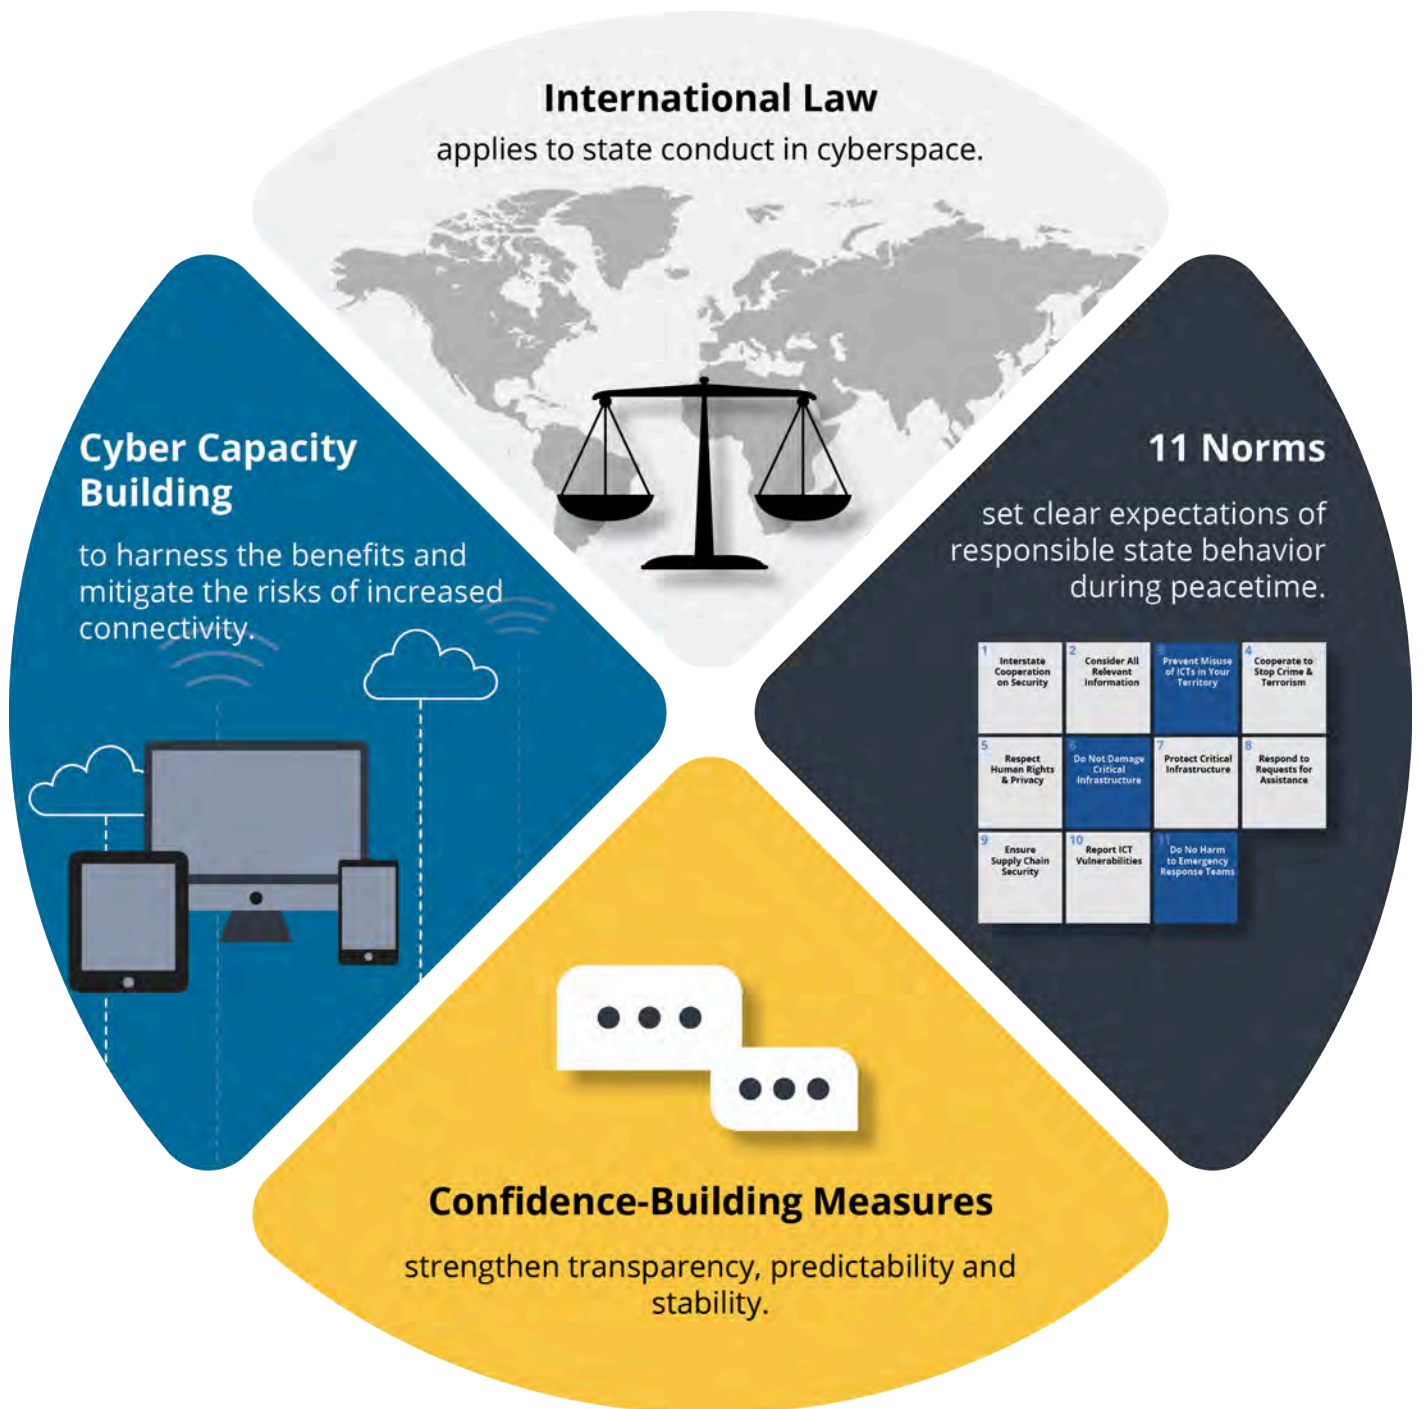 International Law
applies to state conduct in cyberspace.
Cyber Capacity
Building
to harness the benefits and
mitigate the risks of increased
connectivity.
11 Norms
set clear expectations of
responsible state behavior
during peacetime.
1
Interstate
Cooperation
on Security
2
Consider All
Relevant
Information
3
Prevent Misuse
of ICTs in Your
Territory
4
Cooperate to
Stop Crime &
Terrorism
5
Respect
Human Rights
& Privacy
6
Do Not Damage
Critical
Infrastructure
7
Protect Critical
Infrastructure
8
Respond to
Requests for
Assistance
9
Ensure
Supply Chain
Security
10
Report ICT
Vulnerabilities
11
Do No Harm
to Emergency
Response Teams
Confidence-Building Measures
strengthen transparency, predictability and
stability.